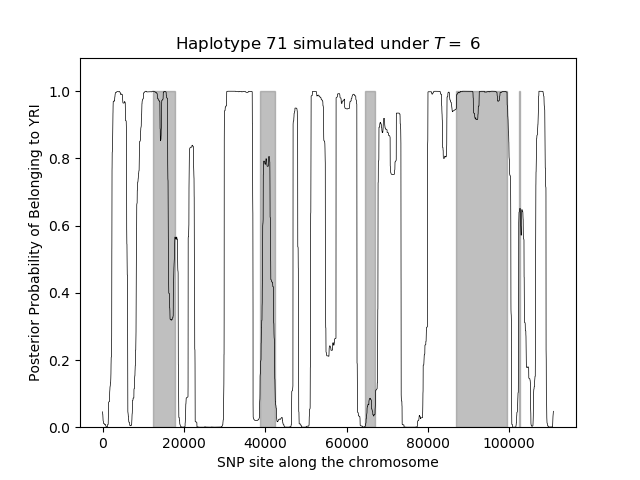 Haplotype 71 simulated under T = 6
Posterior Probability of Belonging to YRI
1.0
0.8
0.6
0.4
0.2
0.0
0 20000 40000 60000 80000 100000
SNP site along the chromosome